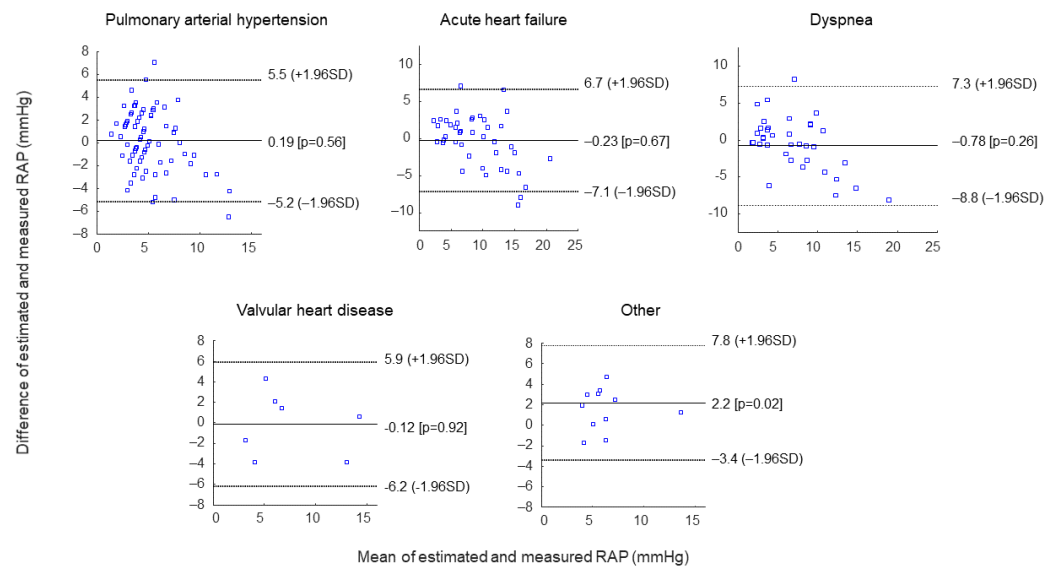 Pulmonary arterial hypertension
8
6
4
2
0
−2
−4
−6
−8
0
5
10
15
5.5 (+1.96SD)
0.19 [p=0.56]
−5.2 (−1.96SD)
Acute heart failure
10
5
0
−5
−10
0
5
10
15
20
25
6.7 (+1.96SD)
−0.23 [p=0.67]
−7.1 (−1.96SD)
Dyspnea
10
5
0
-5
-10
0
5
10
15
20
25
7.3 (+1.96SD)
−0.78 [p=0.26]
−8.8 (−1.96SD)
Difference of estimated and measured RAP (mmHg)
Valvular heart disease
8
6
4
2
0
−2
−4
−6
−8
0
5
10
15
5.9 (+1.96SD)
-0.12 [p=0.92]
-6.2 (-1.96SD)
Other
8
6
4
2
0
−2
−4
−6
−8
0
5
10
15
7.8 (+1.96SD)
2.2 [p=0.02]
−3.4 (−1.96SD)
Mean of estimated and measured RAP (mmHg)